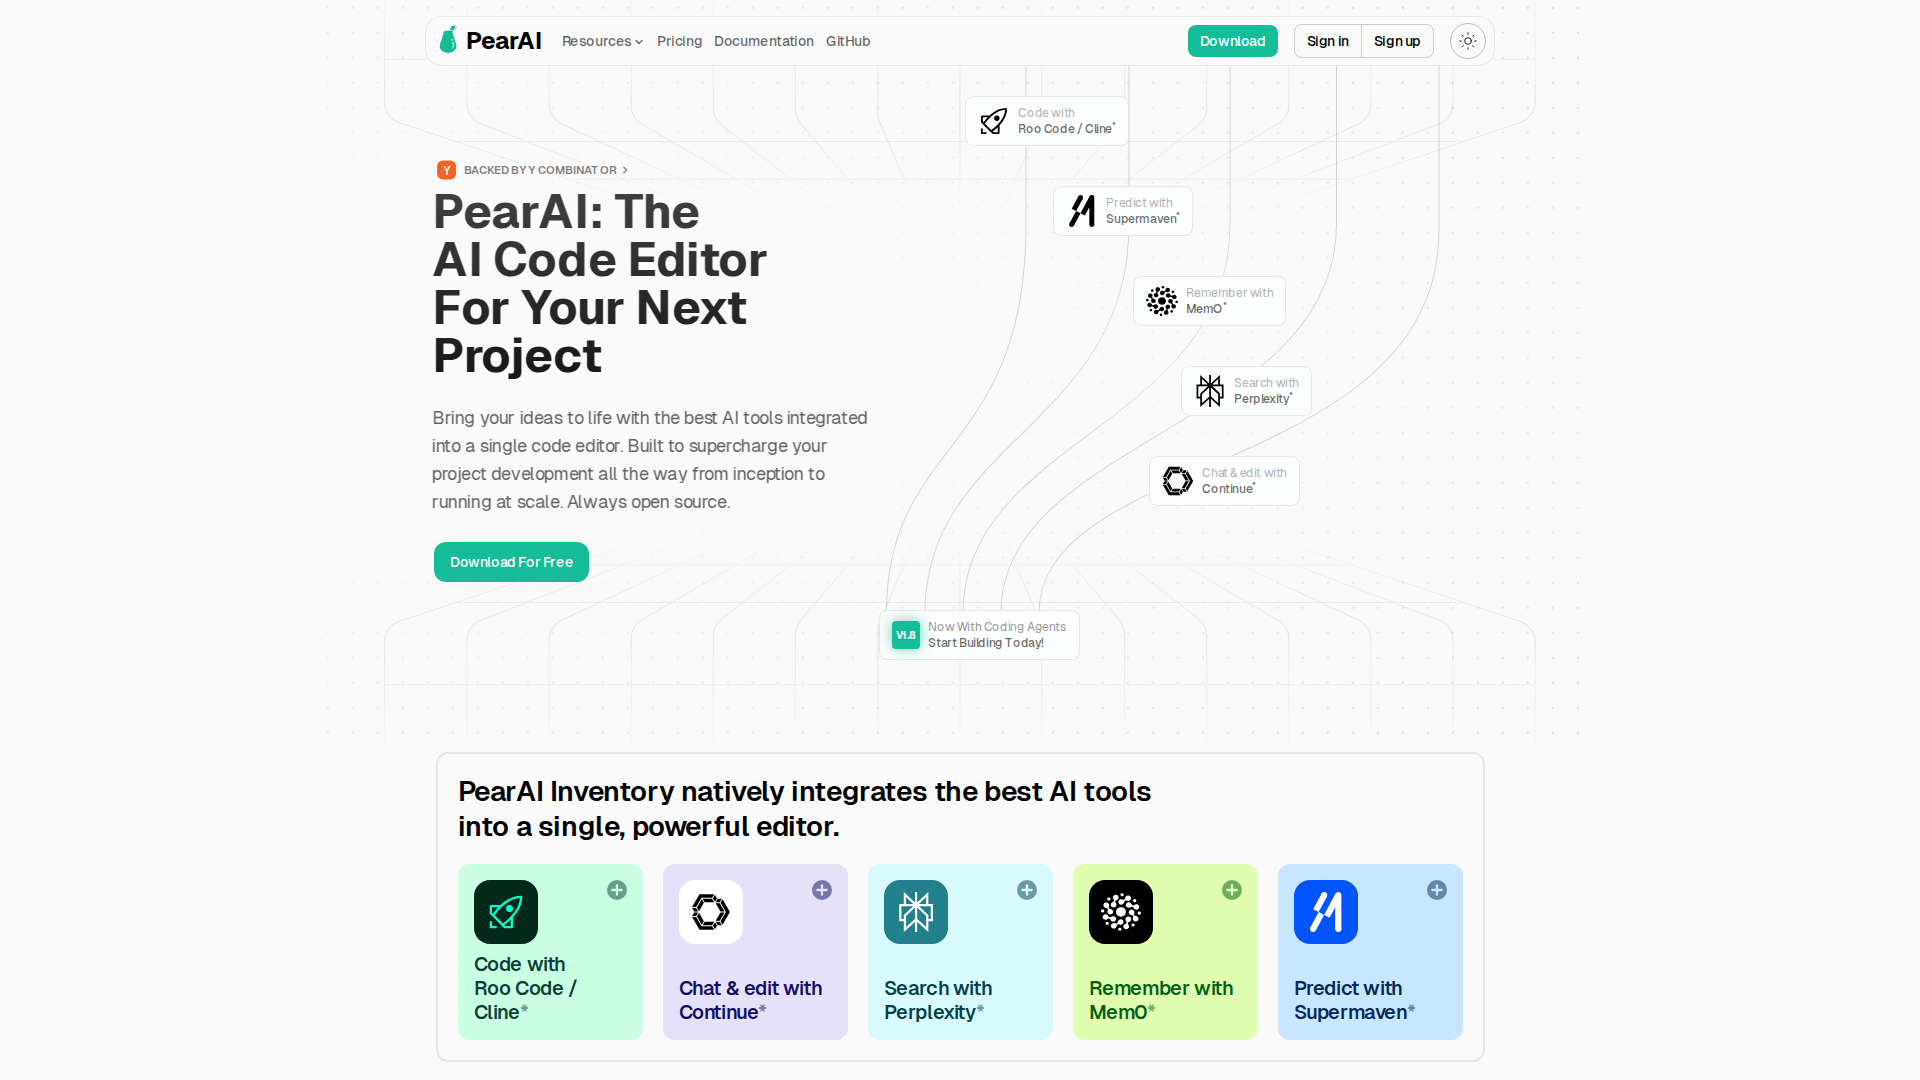 PearAI
Resources
Pricing
Documentation
GitHub
Download
Sign in
Sign up
Code with
Roo Code / Cline*
Predict with
Supermaven*
Remember with
Mem0*
Search with
Perplexity*
Chat & edit with
Continue*
Y BACKED BY Y COMBINATOR
PearAI: The
AI Code Editor
For Your Next
Project
Bring your ideas to life with the best AI tools integrated
into a single code editor. Built to supercharge your
project development all the way from inception to
running at scale. Always open source.
Download For Free
V1.8
Now With Coding Agents
Start Building Today!
PearAI Inventory natively integrates the best AI tools
into a single, powerful editor.
Code with
Roo Code /
Cline*
Chat & edit with
Continue*
Search with
Perplexity*
Remember with
Mem0*
Predict with
Supermaven*